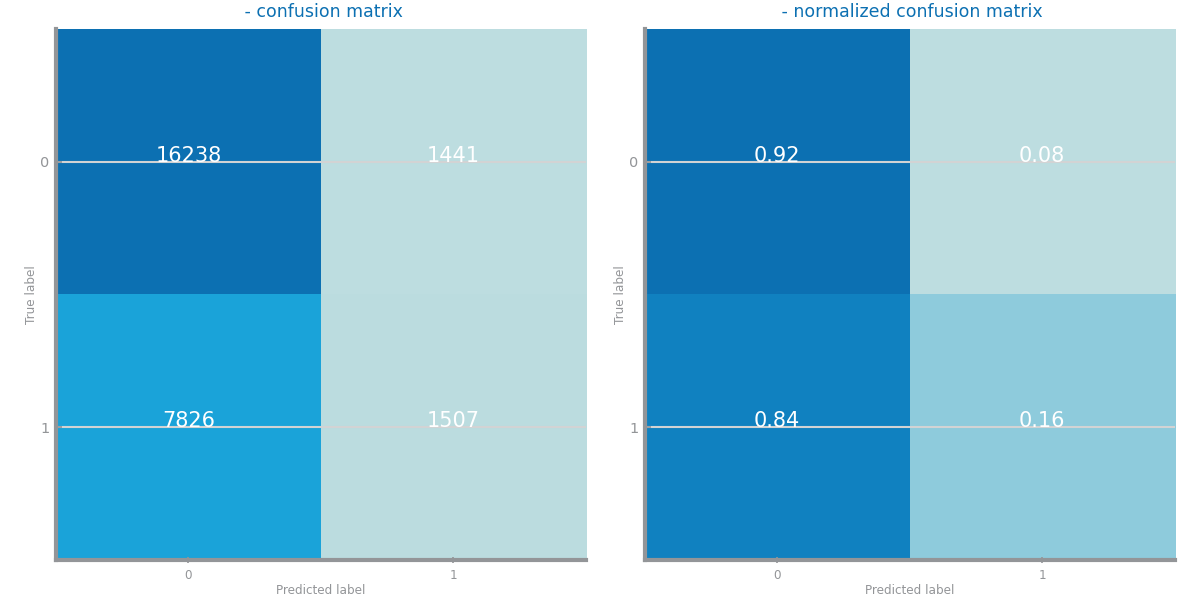 - confusion matrix
0
16238
1441
True label
1
7826
1507
0
1
Predicted label
- normalized confusion matrix
0
0.92
0.08
True label
1
0.84
0.16
0
1
Predicted label